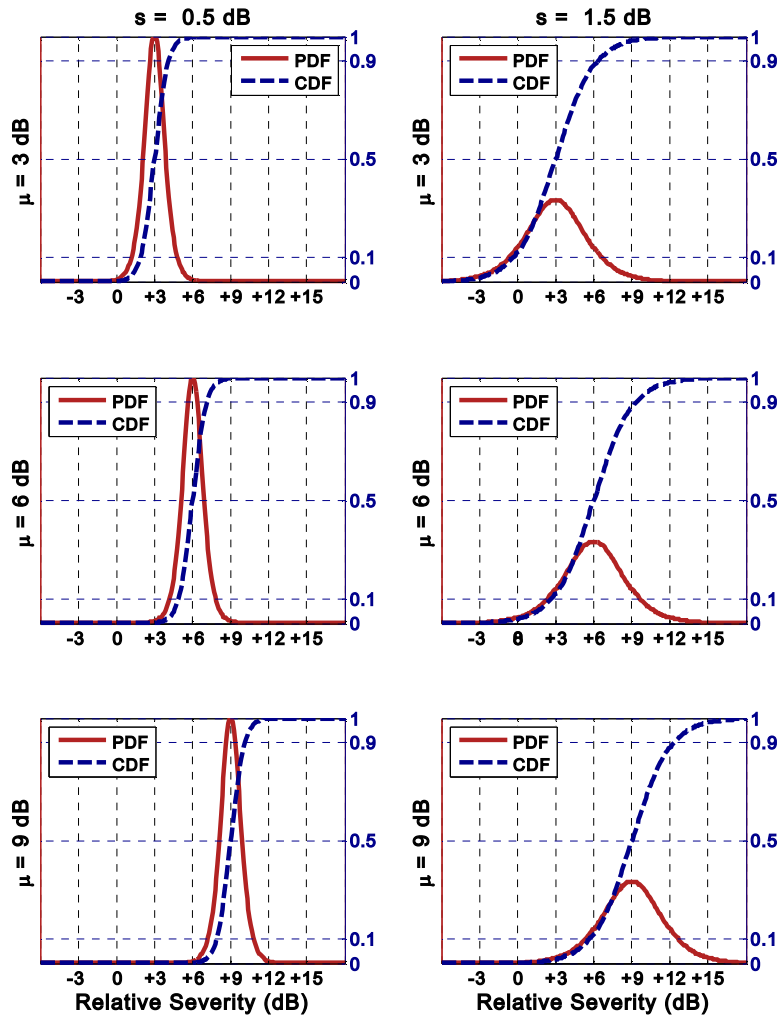 s = 0.5 dB
s = 1.5 dB
μ = 3 dB
PDF
CDF
1
0.9
0.5
0.1
0
-3 0 +3 +6 +9 +12 +15
μ = 3 dB
PDF
CDF
1
0.9
0.5
0.1
0
-3 0 +3 +6 +9 +12 +15
μ = 6 dB
PDF
CDF
1
0.9
0.5
0.1
0
-3 0 +3 +6 +9 +12 +15
μ = 6 dB
PDF
CDF
1
0.9
0.5
0.1
0
-3 0 +3 +6 +9 +12 +15
μ = 9 dB
PDF
CDF
1
0.9
0.5
0.1
0
-3 0 +3 +6 +9 +12 +15
Relative Severity (dB)
μ = 9 dB
PDF
CDF
1
0.9
0.5
0.1
0
-3 0 +3 +6 +9 +12 +15
Relative Severity (dB)